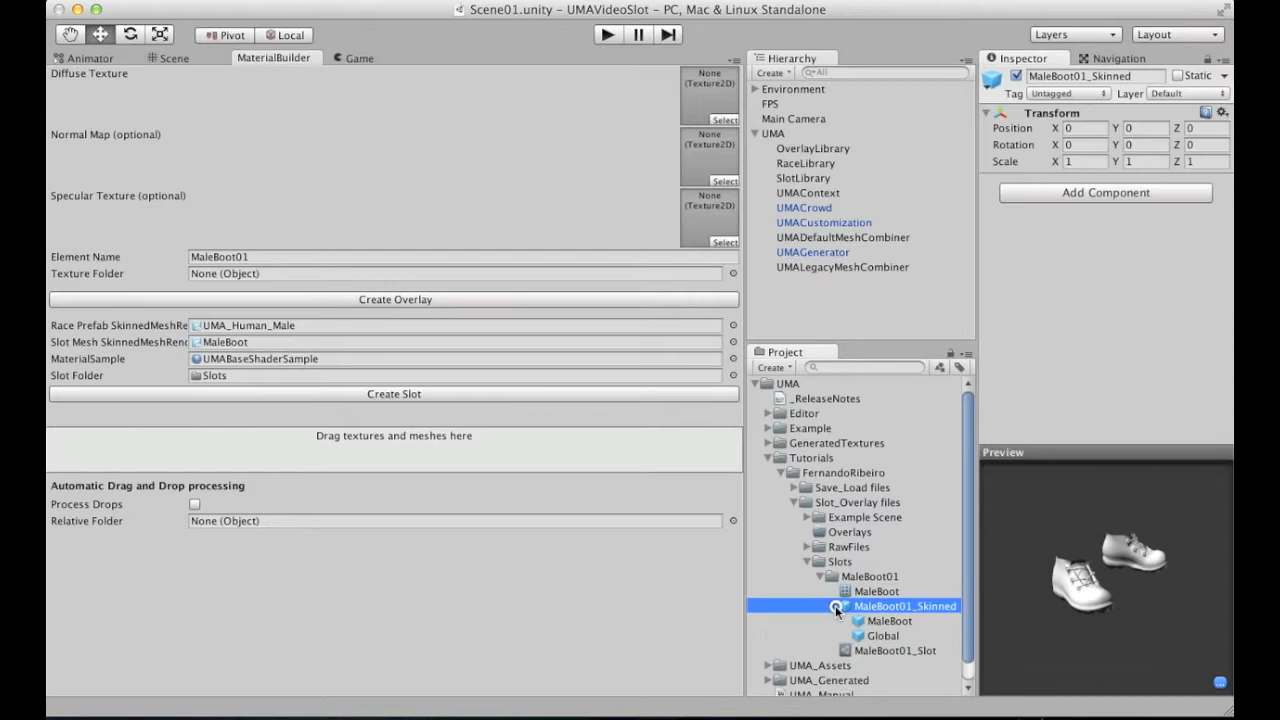 Scene01.unity - UMAVideoSlot - PC, Mac & Linux Standalone
Pivot Local Layers Layout
Animator Scene MaterialBuilder Game
Diffuse Texture
None
(Texture2D)
Select
Normal Map (optional)
None
(Texture2D)
Select
Specular Texture (optional)
None
(Texture2D)
Select
Element Name MaleBoot01
Texture Folder None (Object)
Create Overlay
Race Prefab SkinnedMeshRe UMA_Human_Male
Slot Mesh SkinnedMeshRend MaleBoot
MaterialSample UMABaseShaderSample
Slot Folder Slots
Create Slot
Drag textures and meshes here
Automatic Drag and Drop processing
Process Drops
Relative Folder None (Object)
Hierarchy
Create All
Environment
FPS
Main Camera
UMA
OverlayLibrary
RaceLibrary
SlotLibrary
UMAContext
UMACrowd
UMACustomization
UMADefaultMeshCombiner
UMAGenerator
UMALegacyMeshCombiner
Project
Create
UMA
_ReleaseNotes
Editor
Example
GeneratedTextures
Tutorials
FernandoRibeiro
Save_Load files
Slot_Overlay files
Example Scene
Overlays
RawFiles
Slots
MaleBoot01
MaleBoot
MaleBoot01_Skinned
MaleBoot
Global
MaleBoot01_Slot
UMA_Assets
UMA_Generated
UMA_Manual
Inspector Navigation
MaleBoot01_Skinned Static
Tag Untagged Layer Default
Transform
Position X 0 Y 0 Z 0
Rotation X 0 Y 0 Z 0
Scale X 1 Y 1 Z 1
Add Component
Preview